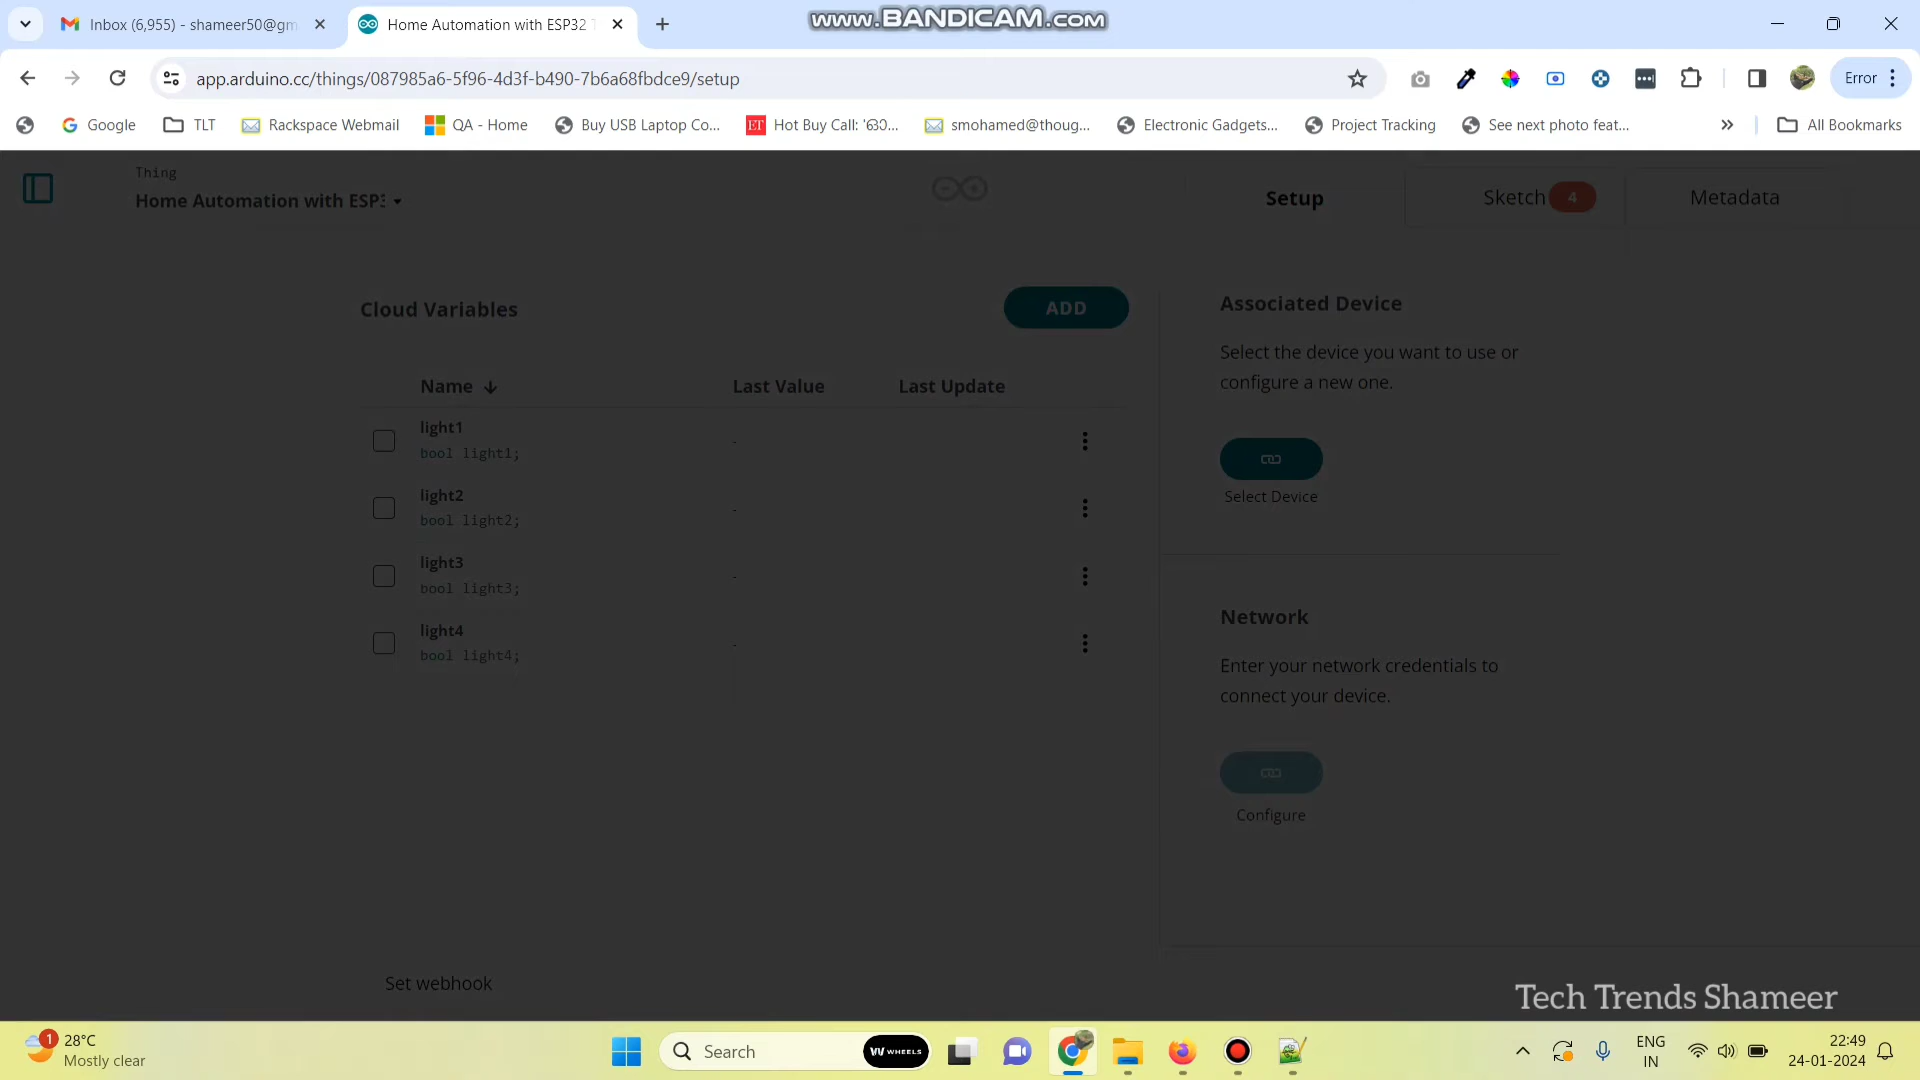 Inbox (6,955) - shameer50@gm
Home Automation with ESP32 T
www.BANDICAM.com
app.arduino.cc/things/087985a6-5f96-4d3f-b490-7b6a68fbdce9/setup
Error
Google
TLT
Rackspace Webmail
QA - Home
Buy USB Laptop Co...
ET
Hot Buy Call: '630...
smohamed@thoug...
Electronic Gadgets...
Project Tracking
See next photo feat...
All Bookmarks
Thing
Home Automation with ESP3
Setup
Sketch 4
Metadata
Cloud Variables
ADD
Name
Last Value
Last Update
light1
bool light1;
-
light2
bool light2;
-
light3
bool light3;
-
light4
bool light4;
-
Set webhook
Associated Device
Select the device you want to use or
configure a new one.
Select Device
Network
Enter your network credentials to
connect your device.
Configure
Tech Trends Shameer
1
28°C
Mostly clear
Search
WHEELS
ENG
IN
22:49
24-01-2024